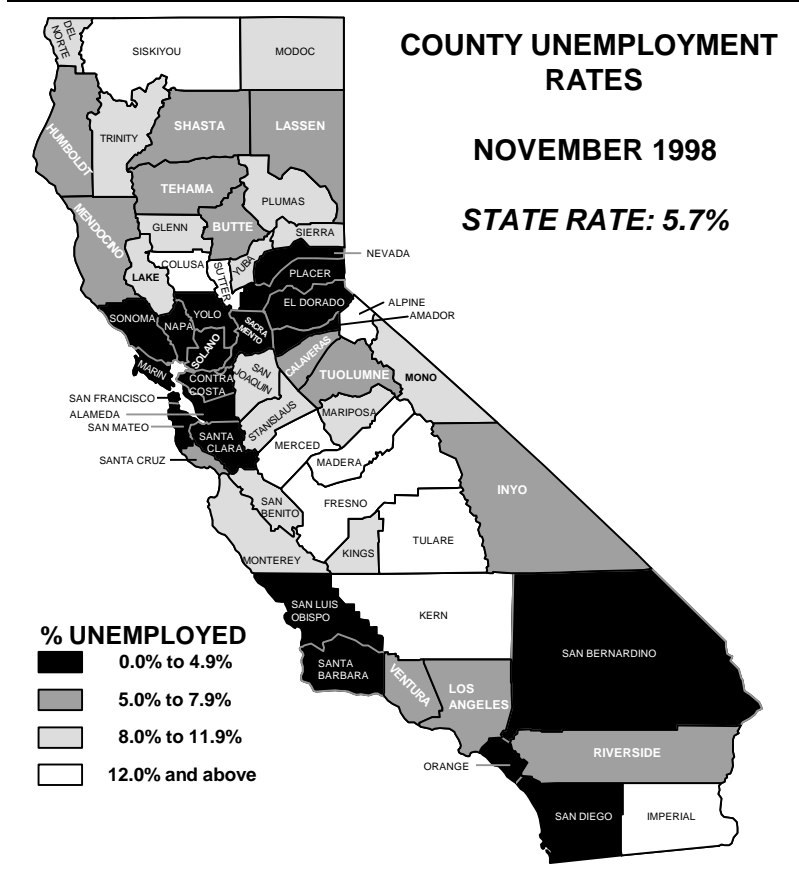 COUNTY UNEMPLOYMENT
RATES
NOVEMBER 1998
STATE RATE: 5.7%
DEL
NORTE
SISKIYOU
MODOC
HUMBOLDT
TRINITY
SHASTA
LASSEN
TEHAMA
PLUMAS
MENDOCINO
GLENN
BUTTE
SIERRA
LAKE
COLUSA
SUTTER
YUBA
NEVADA
PLACER
EL DORADO
ALPINE
AMADOR
SONOMA
NAPA
YOLO
SACRA
MENTO
SOLANO
MARIN
CONTRA
COSTA
SAN
JOAQUIN
CALAVERAS
TUOLUMNE
MONO
SAN FRANCISCO
ALAMEDA
SAN MATEO
SANTA
CLARA
STANISLAUS
MARIPOSA
SANTA CRUZ
MERCED
MADERA
SAN
BENITO
FRESNO
INYO
MONTEREY
KINGS
TULARE
SAN LUIS
OBISPO
KERN
SAN BERNARDINO
SANTA
BARBARA
VENTURA
LOS
ANGELES
ORANGE
RIVERSIDE
SAN DIEGO
IMPERIAL
% UNEMPLOYED
0.0% to 4.9%
5.0% to 7.9%
8.0% to 11.9%
12.0% and above